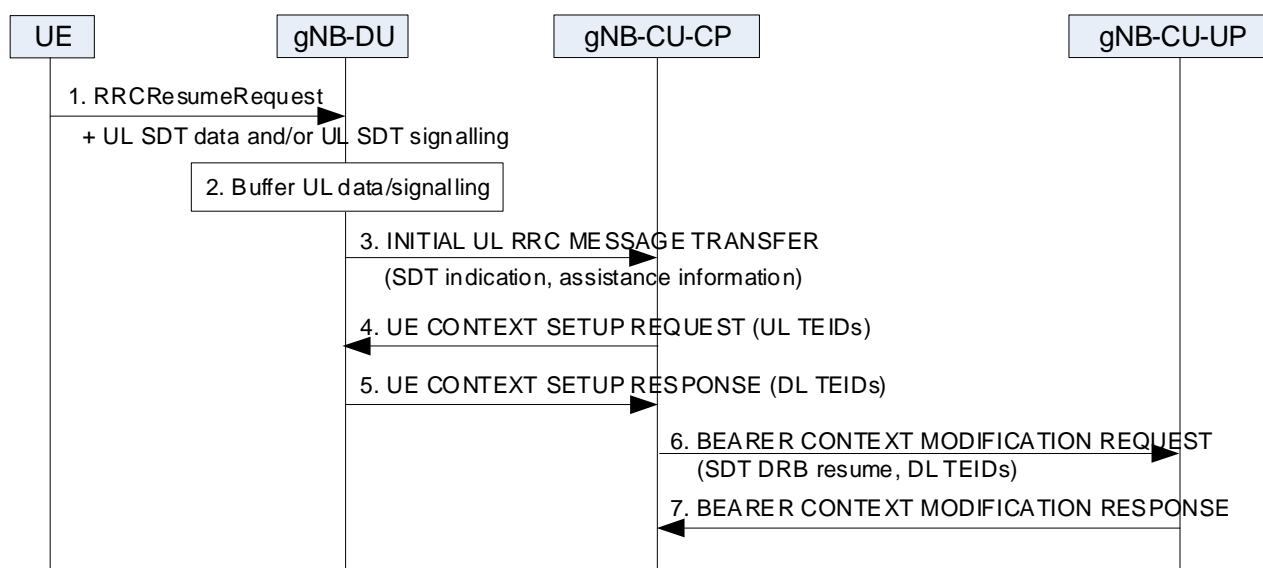 UE
gNB-DU
gNB-CU-CP
gNB-CU-UP
1. RRCResumeRequest
+ UL SDT data and/or UL SDT signalling
2. Buffer UL data/signalling
3. INITIAL UL RRC MESSAGE TRANSFER
(SDT indication, assistance information)
4. UE CONTEXT SETUP REQUEST (UL TEIDs)
5. UE CONTEXT SETUP RESPONSE (DL TEIDs)
6. BEARER CONTEXT MODIFICATION REQUEST
(SDT DRB resume, DL TEIDs)
7. BEARER CONTEXT MODIFICATION RESPONSE